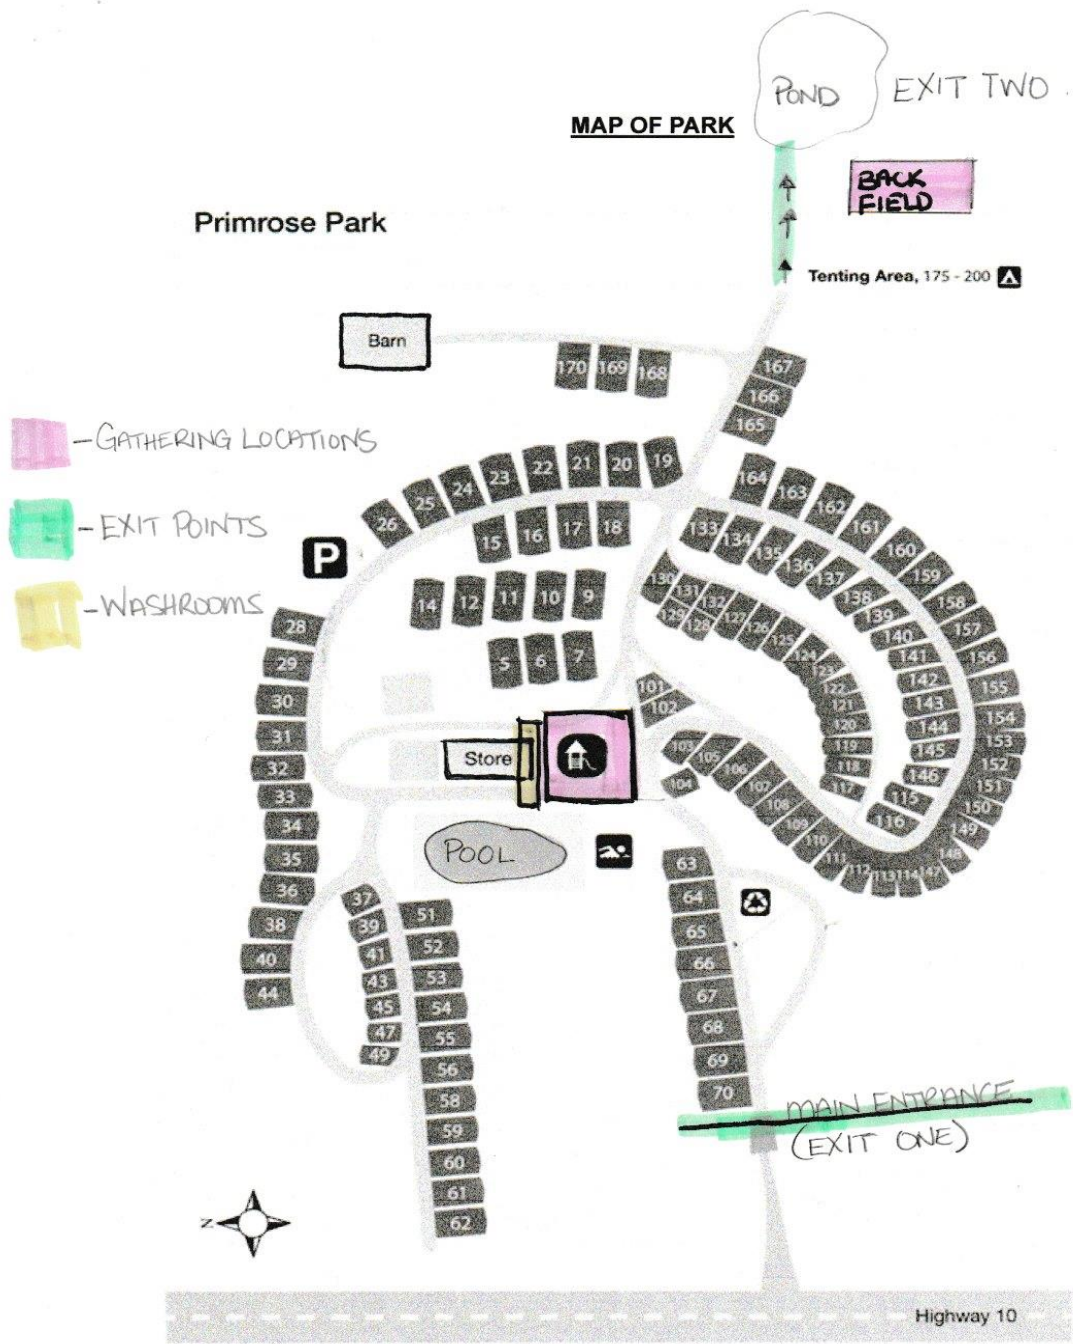 POND
EXIT TWO
MAP OF PARK
BACK
FIELD
Primrose Park
Tenting Area, 175 - 200
Barn
170 169 168
167
166
165
- GATHERING LOCATIONS
- EXIT POINTS
- WASHROOMS
26 25 24 23 22 21 20 19
15 16 17 18
P
14 12 11 10 9
5 6 7
164 163 162 161 160 159 158 157 156 155 154 153 152 151 150 149 148 147
133 134 135 136 137 138 139 140 141 142 143 144 145 146
130 131 132
129 128 127 126 125 124 123 122 121 120 119 118 117
115
116
101
102
103 105 106 107 108 109 110 111 112 113 114
104
28
29
30
31
32
33
34
35
36
38
40
44
Store
POOL
37
39
41
43
45
47
49
51
52
53
54
55
56
58
59
60
61
62
63
64
65
66
67
68
69
70
MAIN ENTRANCE
(EXIT ONE)
N
Highway 10